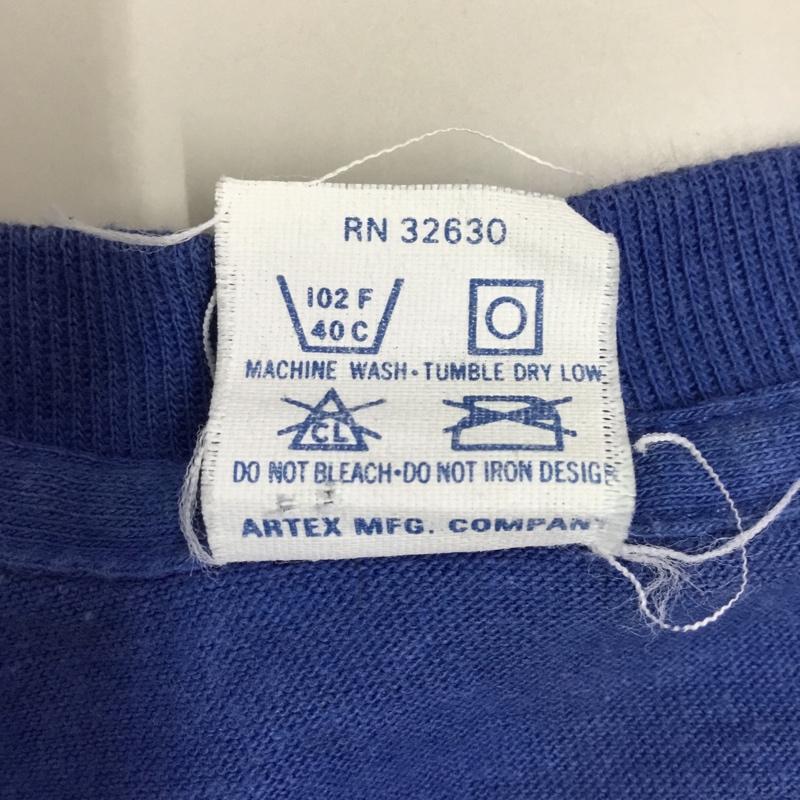 RN 32630
102 F
40 C
MACHINE WASH•TUMBLE DRY LOW
CL
DO NOT BLEACH•DO NOT IRON DESIGN
ARTEX MFG. COMPANY